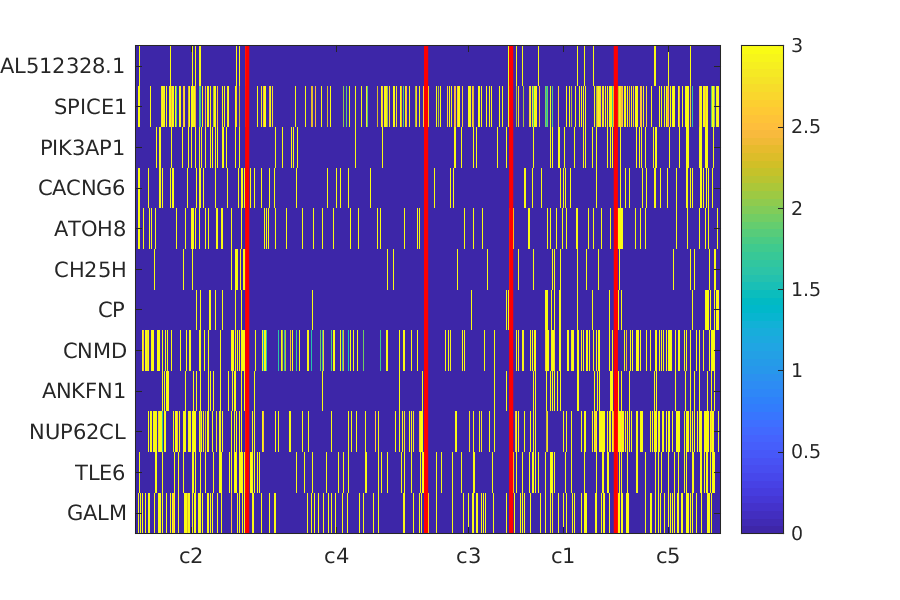 AL512328.1
SPICE1
PIK3AP1
CACNG6
ATOH8
CH25H
CP
CNMD
ANKFN1
NUP62CL
TLE6
GALM
c2 c4 c3 c1 c5
3
2.5
2
1.5
1
0.5
0